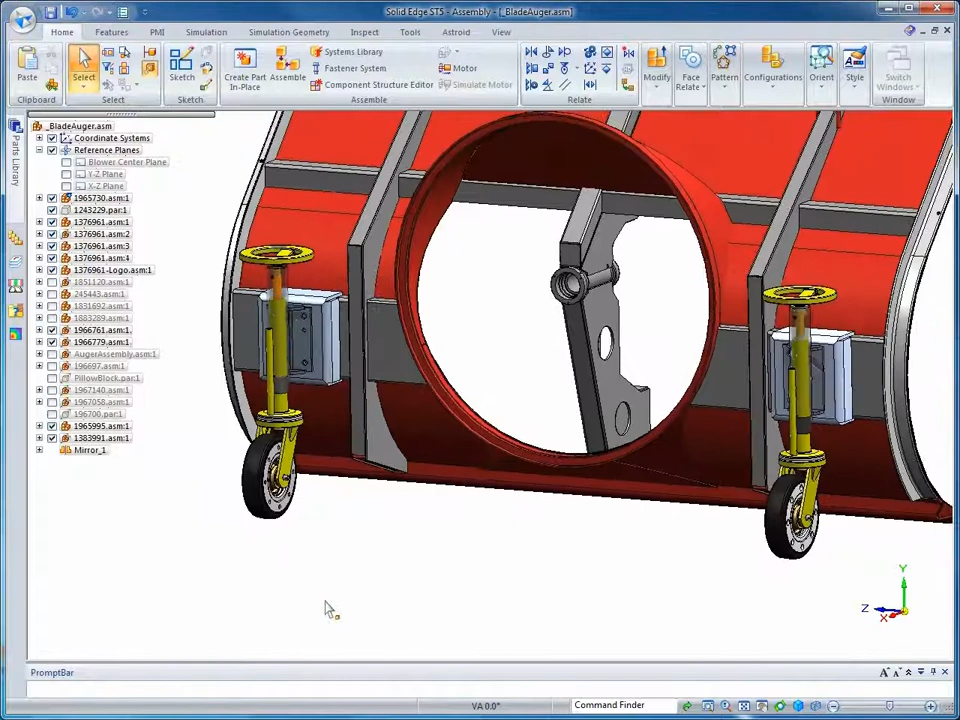 Solid Edge ST5 - Assembly - [_BladeAuger.asm]
Home Features PMI Simulation Simulation Geometry Inspect Tools Astroid View
Paste
Clipboard
Select
Select
Sketch
Sketch
Create Part In-Place
Assemble
Systems Library
Fastener System
Component Structure Editor
Motor
Simulate Motor
Assemble
Relate
Modify
Face Relate
Pattern
Configurations
Orient
Style
Switch Windows
Window
Parts Library
_BladeAuger.asm
Coordinate Systems
Reference Planes
Blower Center Plane
Y-Z Plane
X-Z Plane
1965730.asm:1
1243229.par:1
1376961.asm:1
1376961.asm:2
1376961.asm:3
1376961.asm:4
1376961-Logo.asm:1
1851120.asm:1
245443.asm:1
1831692.asm:1
1883289.asm:1
1966761.asm:1
1966779.asm:1
AugerAssembly.asm:1
196697.asm:1
PillowBlock.par:1
1967140.asm:1
1967058.asm:1
196700.par:1
1965995.asm:1
1383991.asm:1
Mirror_1
Y
Z
X
PromptBar
VA 0.0°
Command Finder